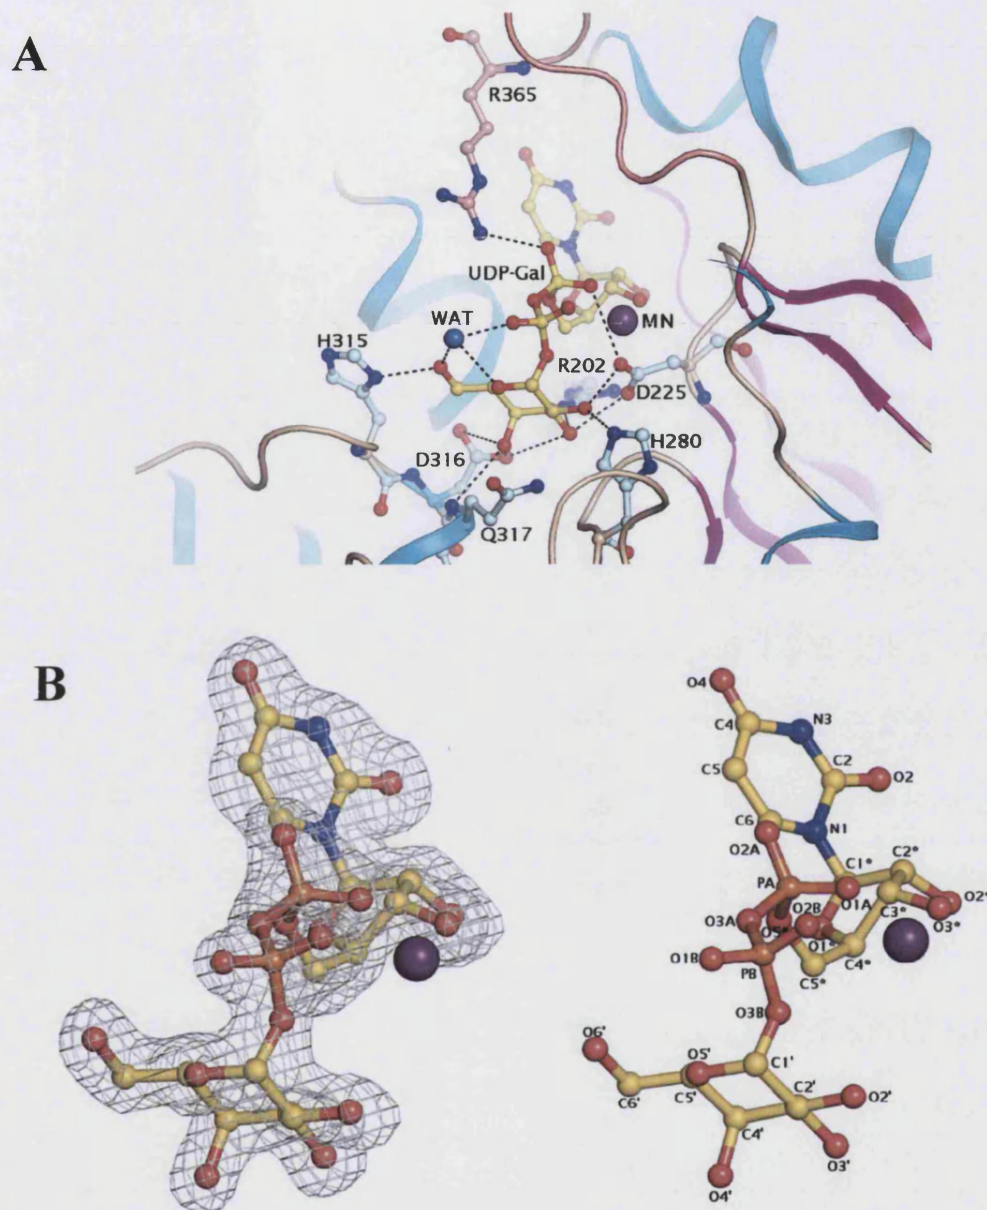 A
R365
UDP-Gal
WAT
MN
H315
R202
D225
H280
D316
Q317
B
O4
C4
N3
C5
C2
O2
C6
N1
O2A
C1*
C2*
PA
O2B
O1A
O2*
O3A
C3*
O3*
O5*
O1*
O1B
PB
C4*
C5*
O3B
O6'
O5'
C1'
C6'
C5'
C2'
O2'
C4'
O3'
O4'